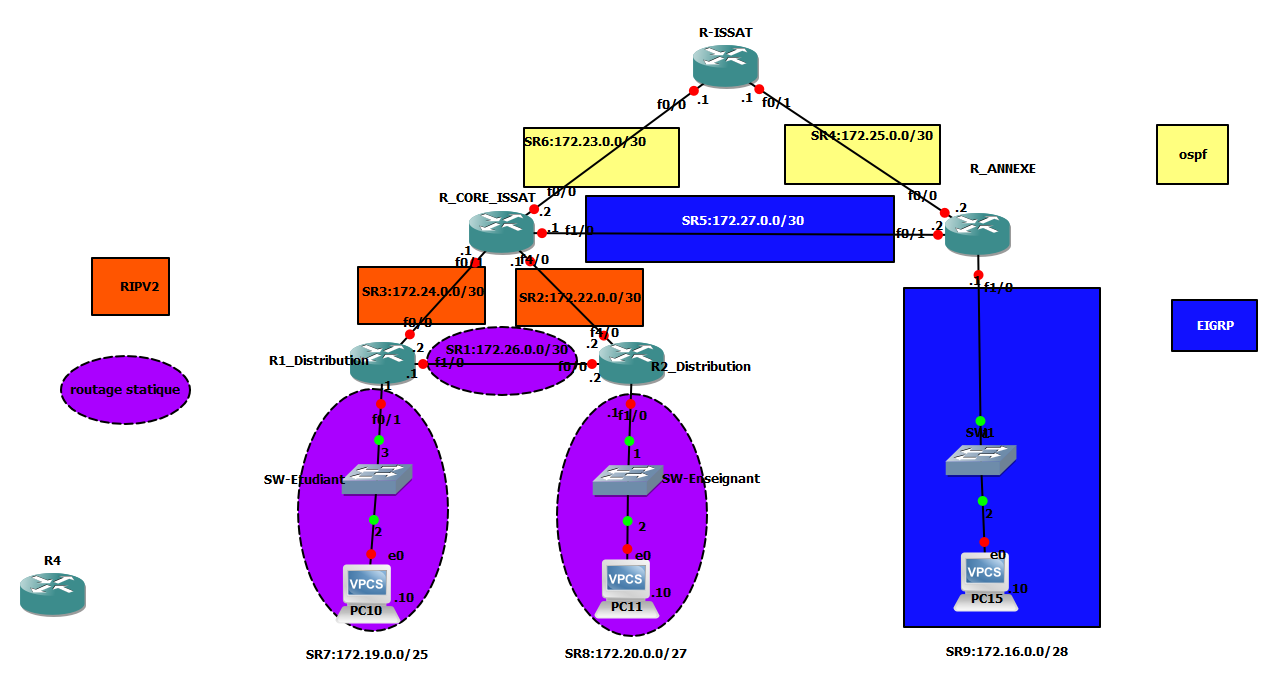 R-ISSAT
f0/0
.1
.1
f0/1
SR6:172.23.0.0/30
SR4:172.25.0.0/30
ospf
R_ANNEXE
f0/0
R_CORE_ISSAT
.2
f0/0
.2
SR5:172.27.0.0/30
.1
f1/0
f0/1
.2
.1
f0/1
.1
f4/0
.1
f1/0
RIPV2
SR3:172.24.0.0/30
SR2:172.22.0.0/30
EIGRP
f0/0
.2
f4/0
.2
SR1:172.26.0.0/30
R1_Distribution
f1/0
.1
f0/0
.2
R2_Distribution
routage statique
.1
f0/1
.1
f1/0
3
1
SW1
SW-Etudiant
SW-Enseignant
2
2
2
e0
e0
e0
R4
VPCS
VPCS
VPCS
PC10
.10
PC11
.10
PC15
.10
SR7:172.19.0.0/25
SR8:172.20.0.0/27
SR9:172.16.0.0/28